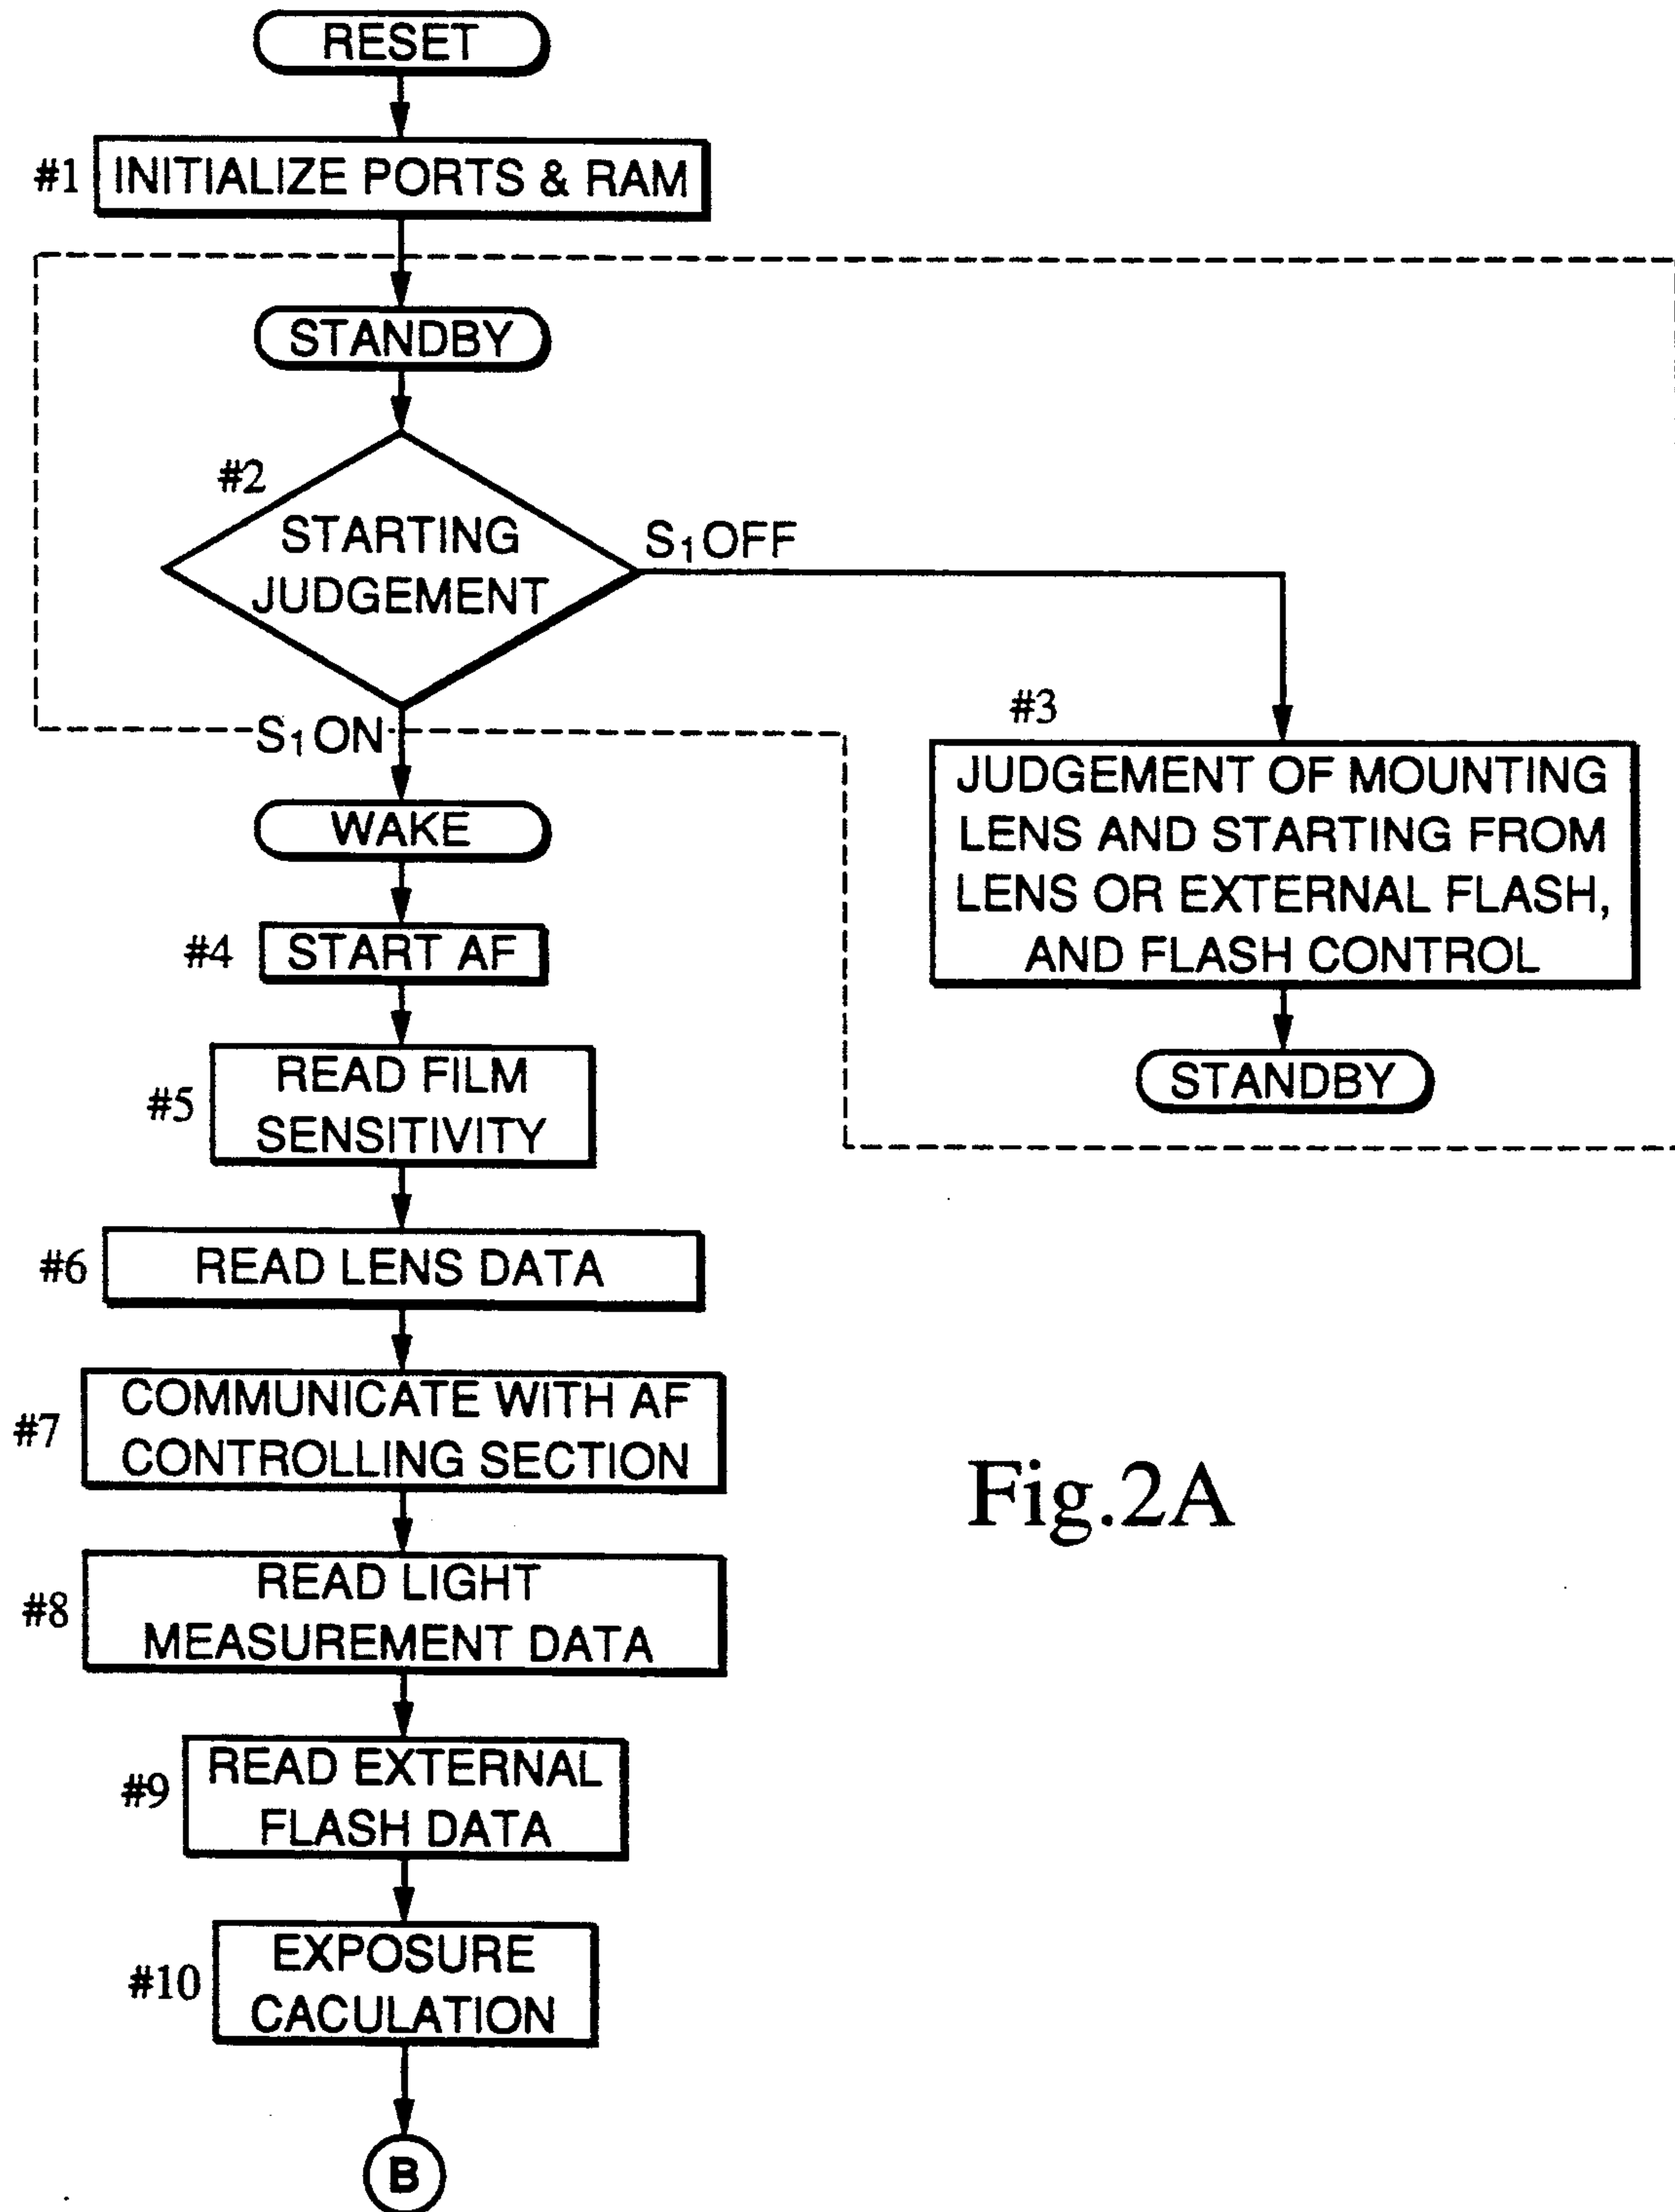 RESET
#1 INITIALIZE PORTS & RAM
STANDBY
#2
STARTING
JUDGEMENT
S1OFF
S1ON
#3
JUDGEMENT OF MOUNTING
LENS AND STARTING FROM
LENS OR EXTERNAL FLASH,
AND FLASH CONTROL
STANDBY
WAKE
#4 START AF
#5
READ FILM
SENSITIVITY
#6 READ LENS DATA
#7
COMMUNICATE WITH AF
CONTROLLING SECTION
#8
READ LIGHT
MEASUREMENT DATA
#9
READ EXTERNAL
FLASH DATA
#10
EXPOSURE
CACULATION
B
Fig.2A